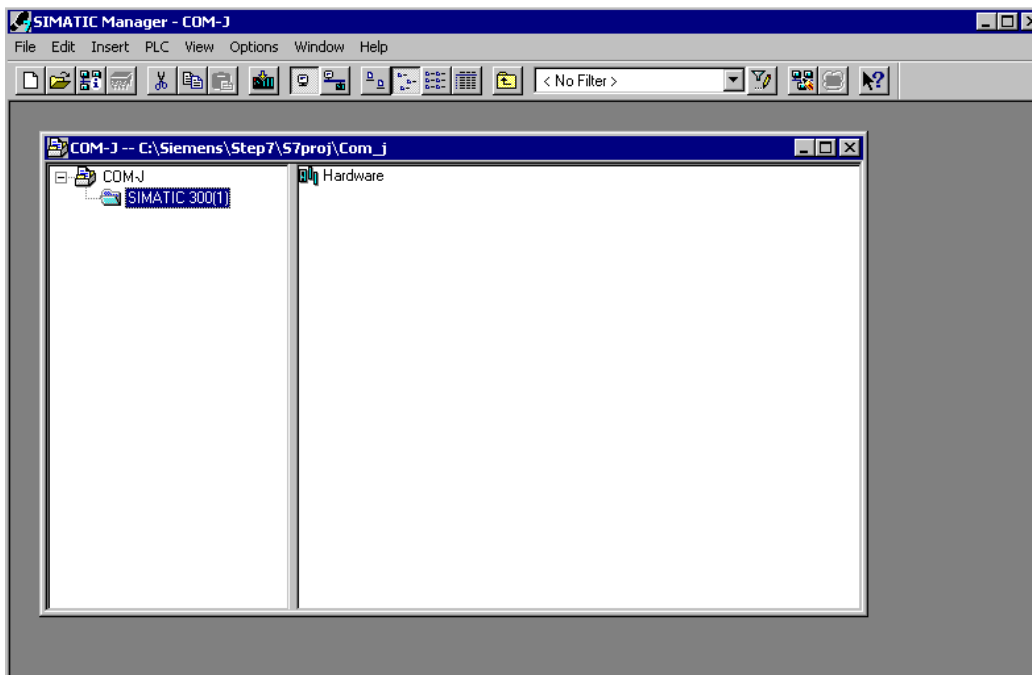 SIMATIC Manager - COM-J
File Edit Insert PLC View Options Window Help
< No Filter >
COM-J -- C:\Siemens\Step7\S7proj\Com_j
COM-J
Hardware
SIMATIC 300(1)